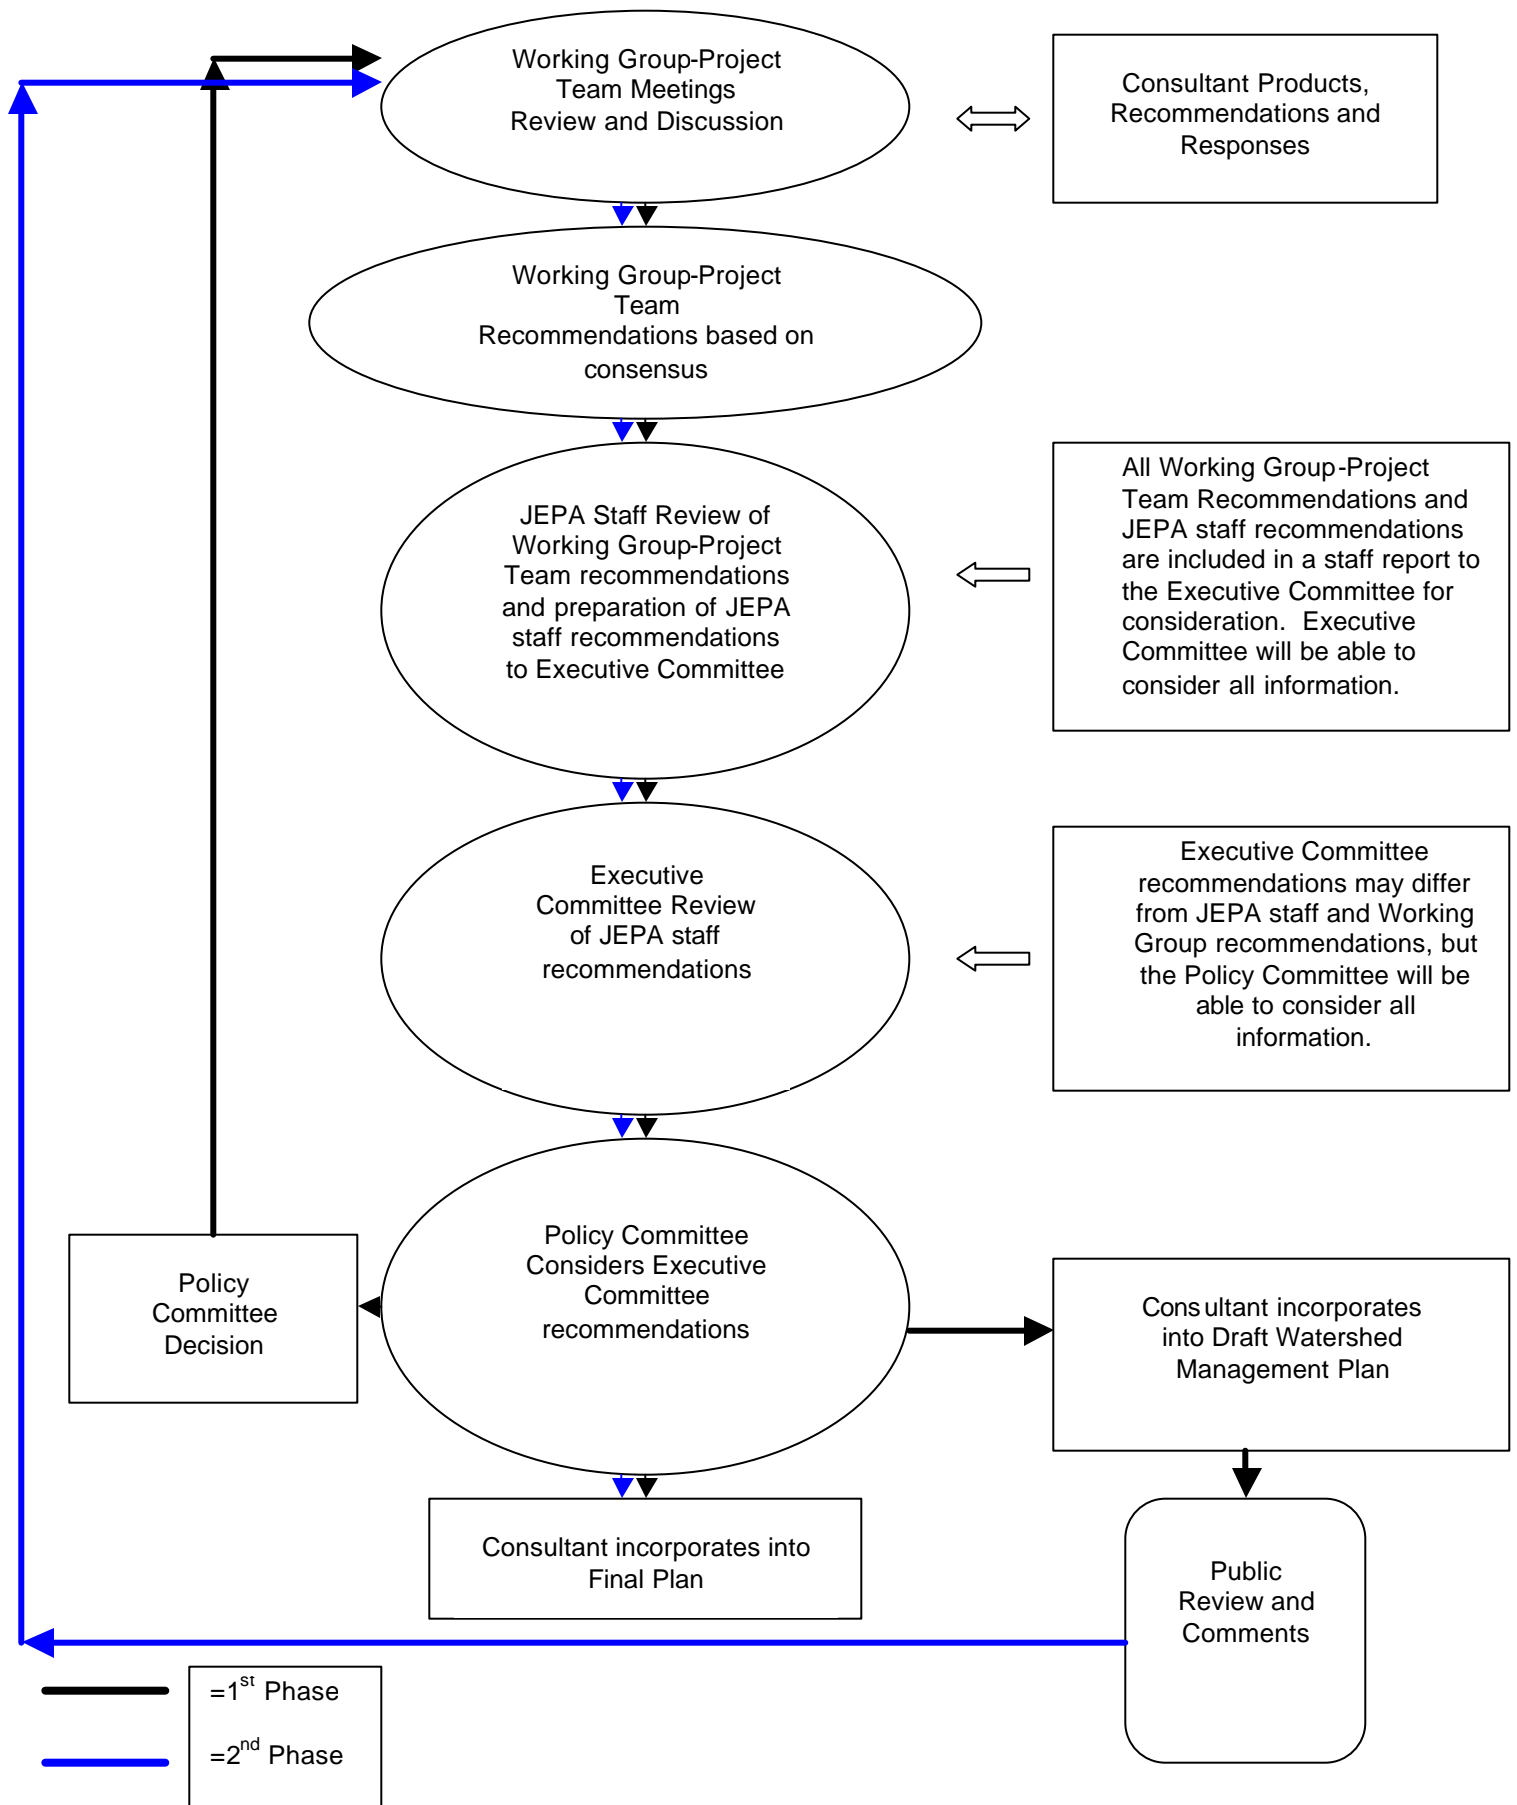 Working Group-Project
Team Meetings
Review and Discussion
Consultant Products,
Recommendations and
Responses
Working Group-Project
Team
Recommendations based on
consensus
JEPA Staff Review of
Working Group-Project
Team recommendations
and preparation of JEPA
staff recommendations
to Executive Committee
All Working Group-Project
Team Recommendations and
JEPA staff recommendations
are included in a staff report to
the Executive Committee for
consideration. Executive
Committee will be able to
consider all information.
Executive
Committee Review
of JEPA staff
recommendations
Executive Committee
recommendations may differ
from JEPA staff and Working
Group recommendations, but
the Policy Committee will be
able to consider all
information.
Policy
Committee
Decision
Policy Committee
Considers Executive
Committee
recommendations
Consultant incorporates
into Draft Watershed
Management Plan
Consultant incorporates into
Final Plan
Public
Review and
Comments
=1st Phase
=2nd Phase